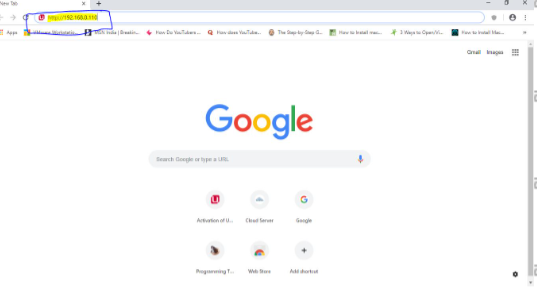 New Tab
http://192.168.0.110
Apps VMware Workstatio... Rank India | Breakin... How Do YouTubers... How does YouTube... The Step-by-Step G... How to Install mac... 3 Ways to Open/Vi... How to Install Mac...
Gmail Images
Google
Search Google or type a URL
Activation of U... Cloud Server Google
Programming T... Web Store Add shortcut